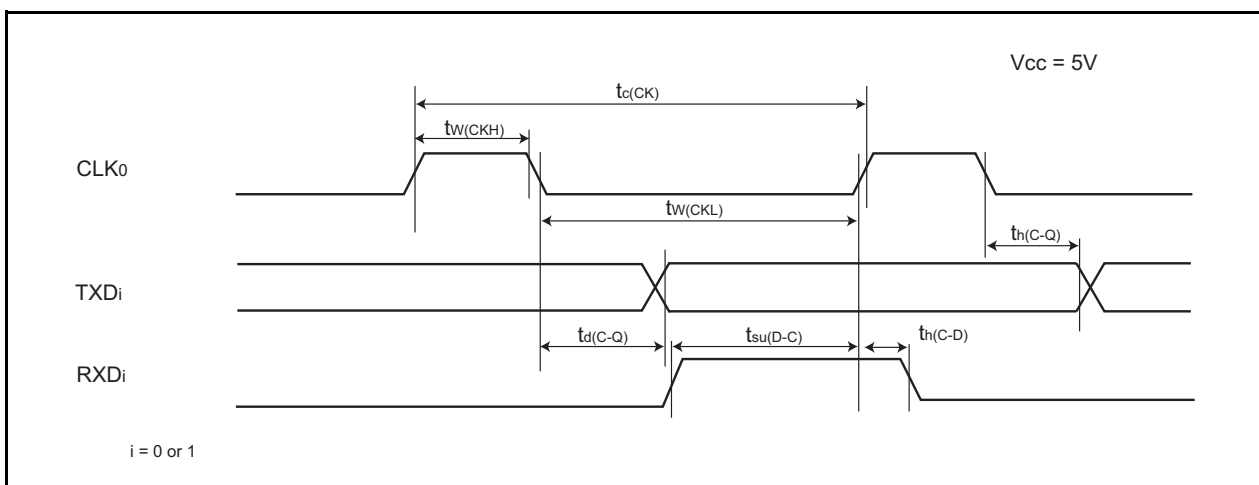 Vcc = 5V
tc(CK)
tW(CKH)
CLK0
tW(CKL)
th(C-Q)
TXDi
td(C-Q)
tsu(D-C)
th(C-D)
RXDi
i = 0 or 1